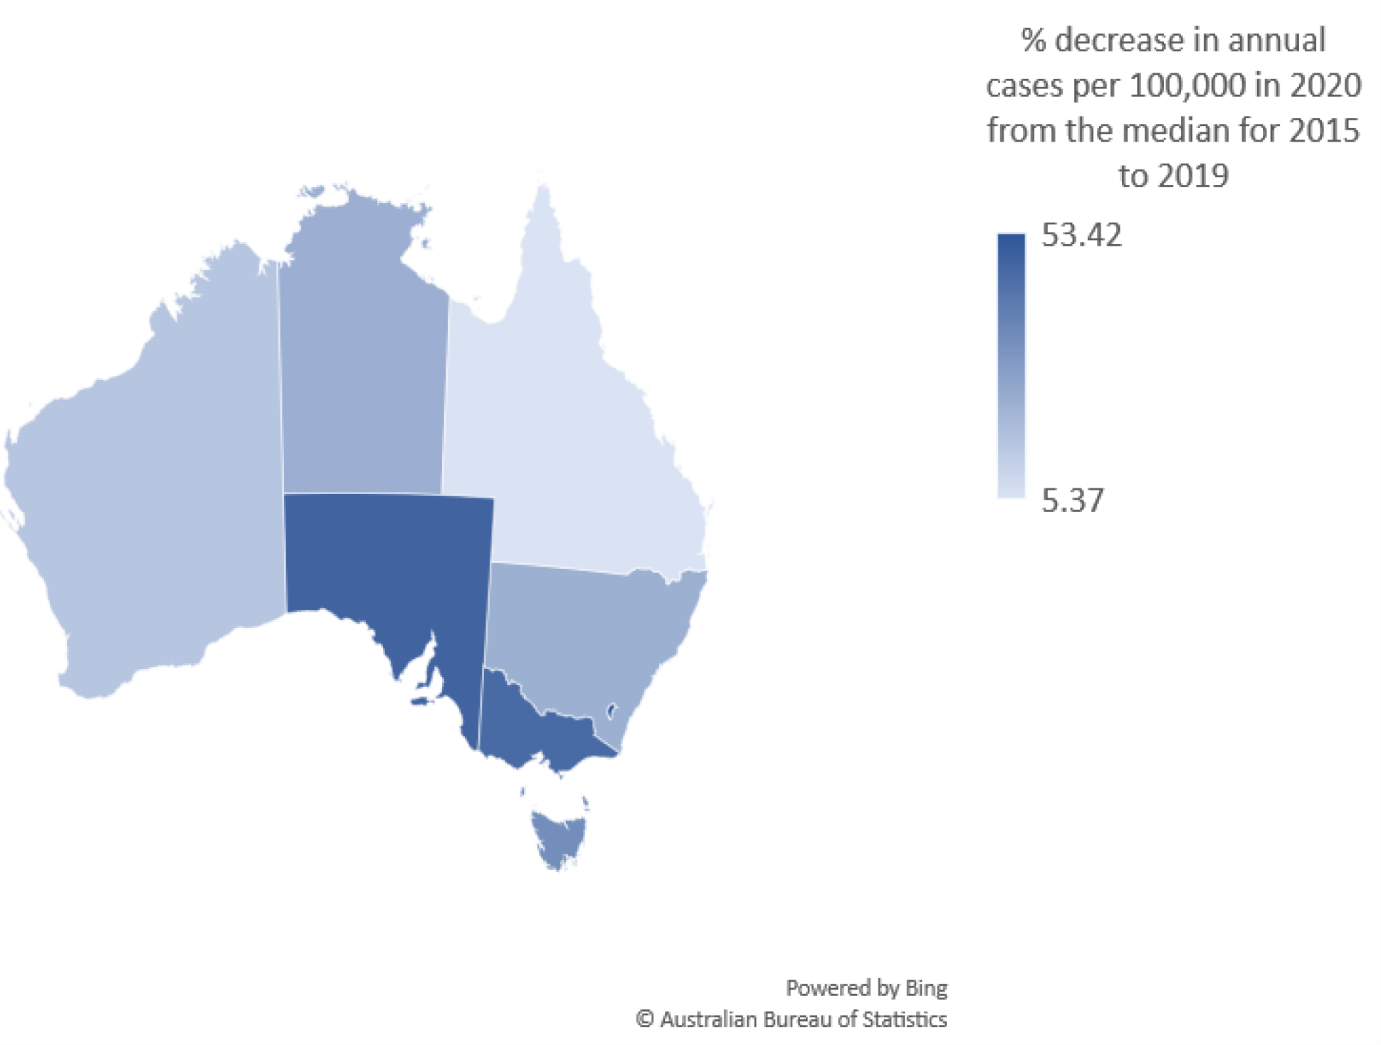 % decrease in annual
cases per 100,000 in 2020
from the median for 2015
to 2019
53.42
5.37
Powered by Bing
© Australian Bureau of Statistics